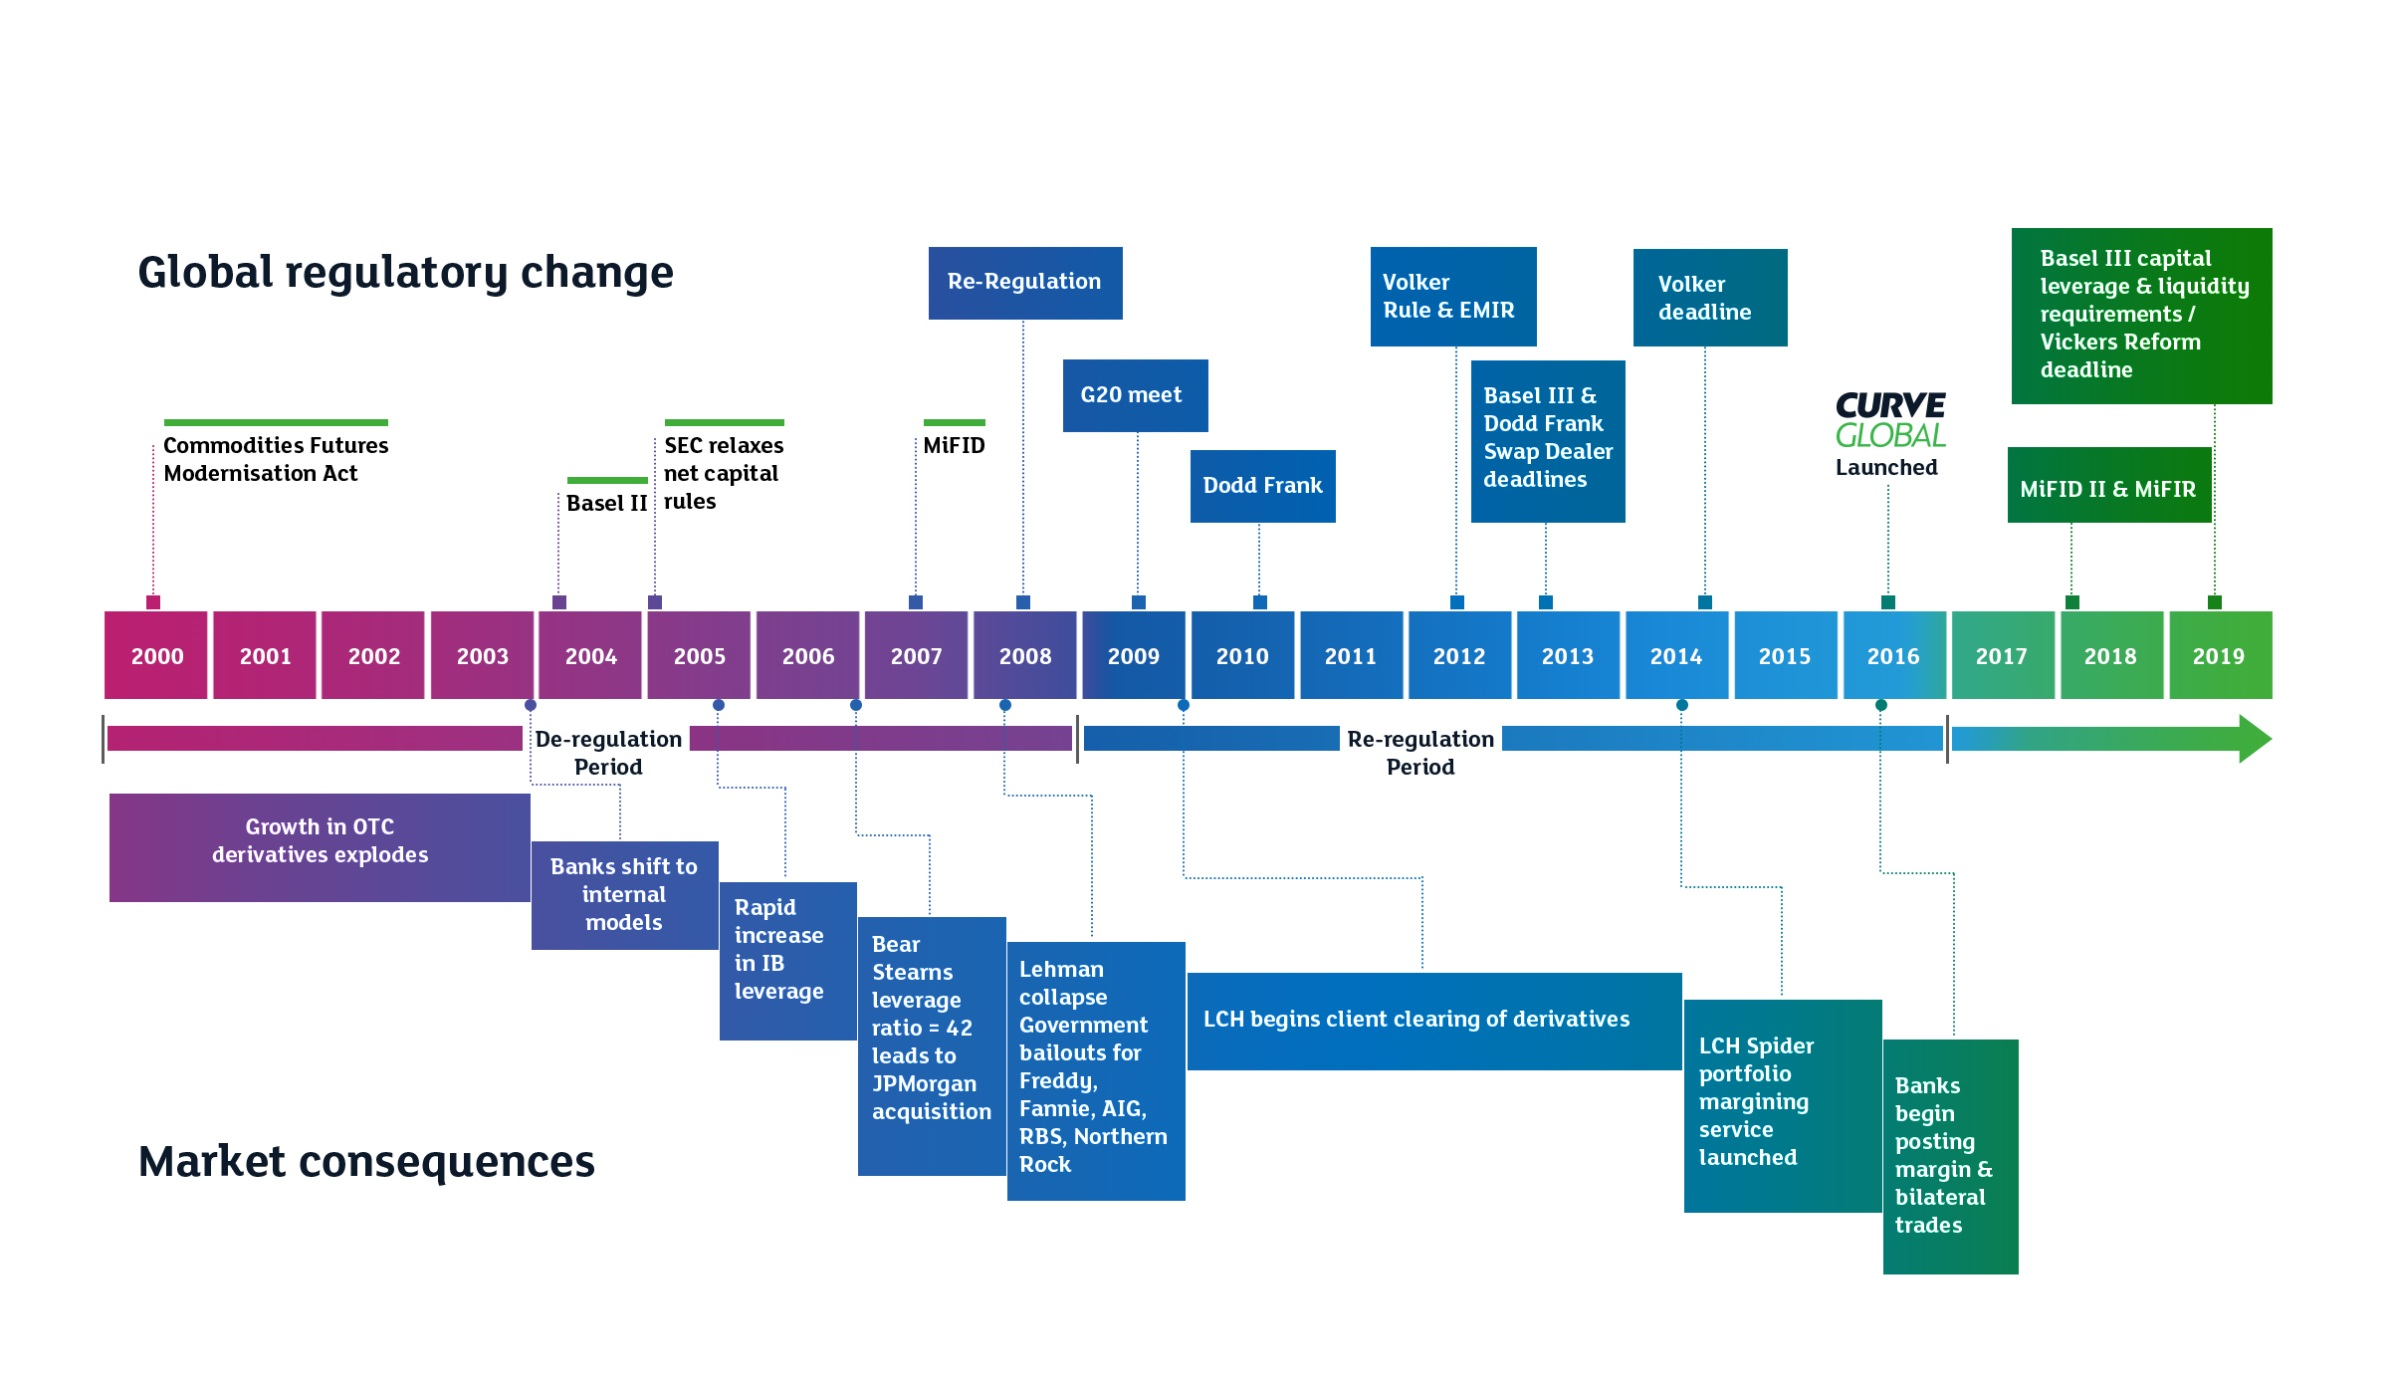 Global regulatory change
Commodities Futures
Modernisation Act
Basel II
SEC relaxes
net capital
rules
MiFID
Re-Regulation
G20 meet
Dodd Frank
Volker
Rule & EMIR
Basel III &
Dodd Frank
Swap Dealer
deadlines
Volker
deadline
CURVE
GLOBAL
Launched
MiFID II & MiFIR
Basel III capital
leverage & liquidity
requirements /
Vickers Reform
deadline
2000
2001
2002
2003
2004
2005
2006
2007
2008
2009
2010
2011
2012
2013
2014
2015
2016
2017
2018
2019
De-regulation
Period
Re-regulation
Period
Growth in OTC
derivatives explodes
Banks shift to
internal
models
Rapid
increase
in IB
leverage
Bear
Stearns
leverage
ratio = 42
leads to
JPMorgan
acquisition
Lehman
collapse
Government
bailouts for
Freddy,
Fannie, AIG,
RBS, Northern
Rock
LCH begins client clearing of derivatives
LCH Spider
portfolio
margining
service
launched
Banks
begin
posting
margin &
bilateral
trades
Market consequences